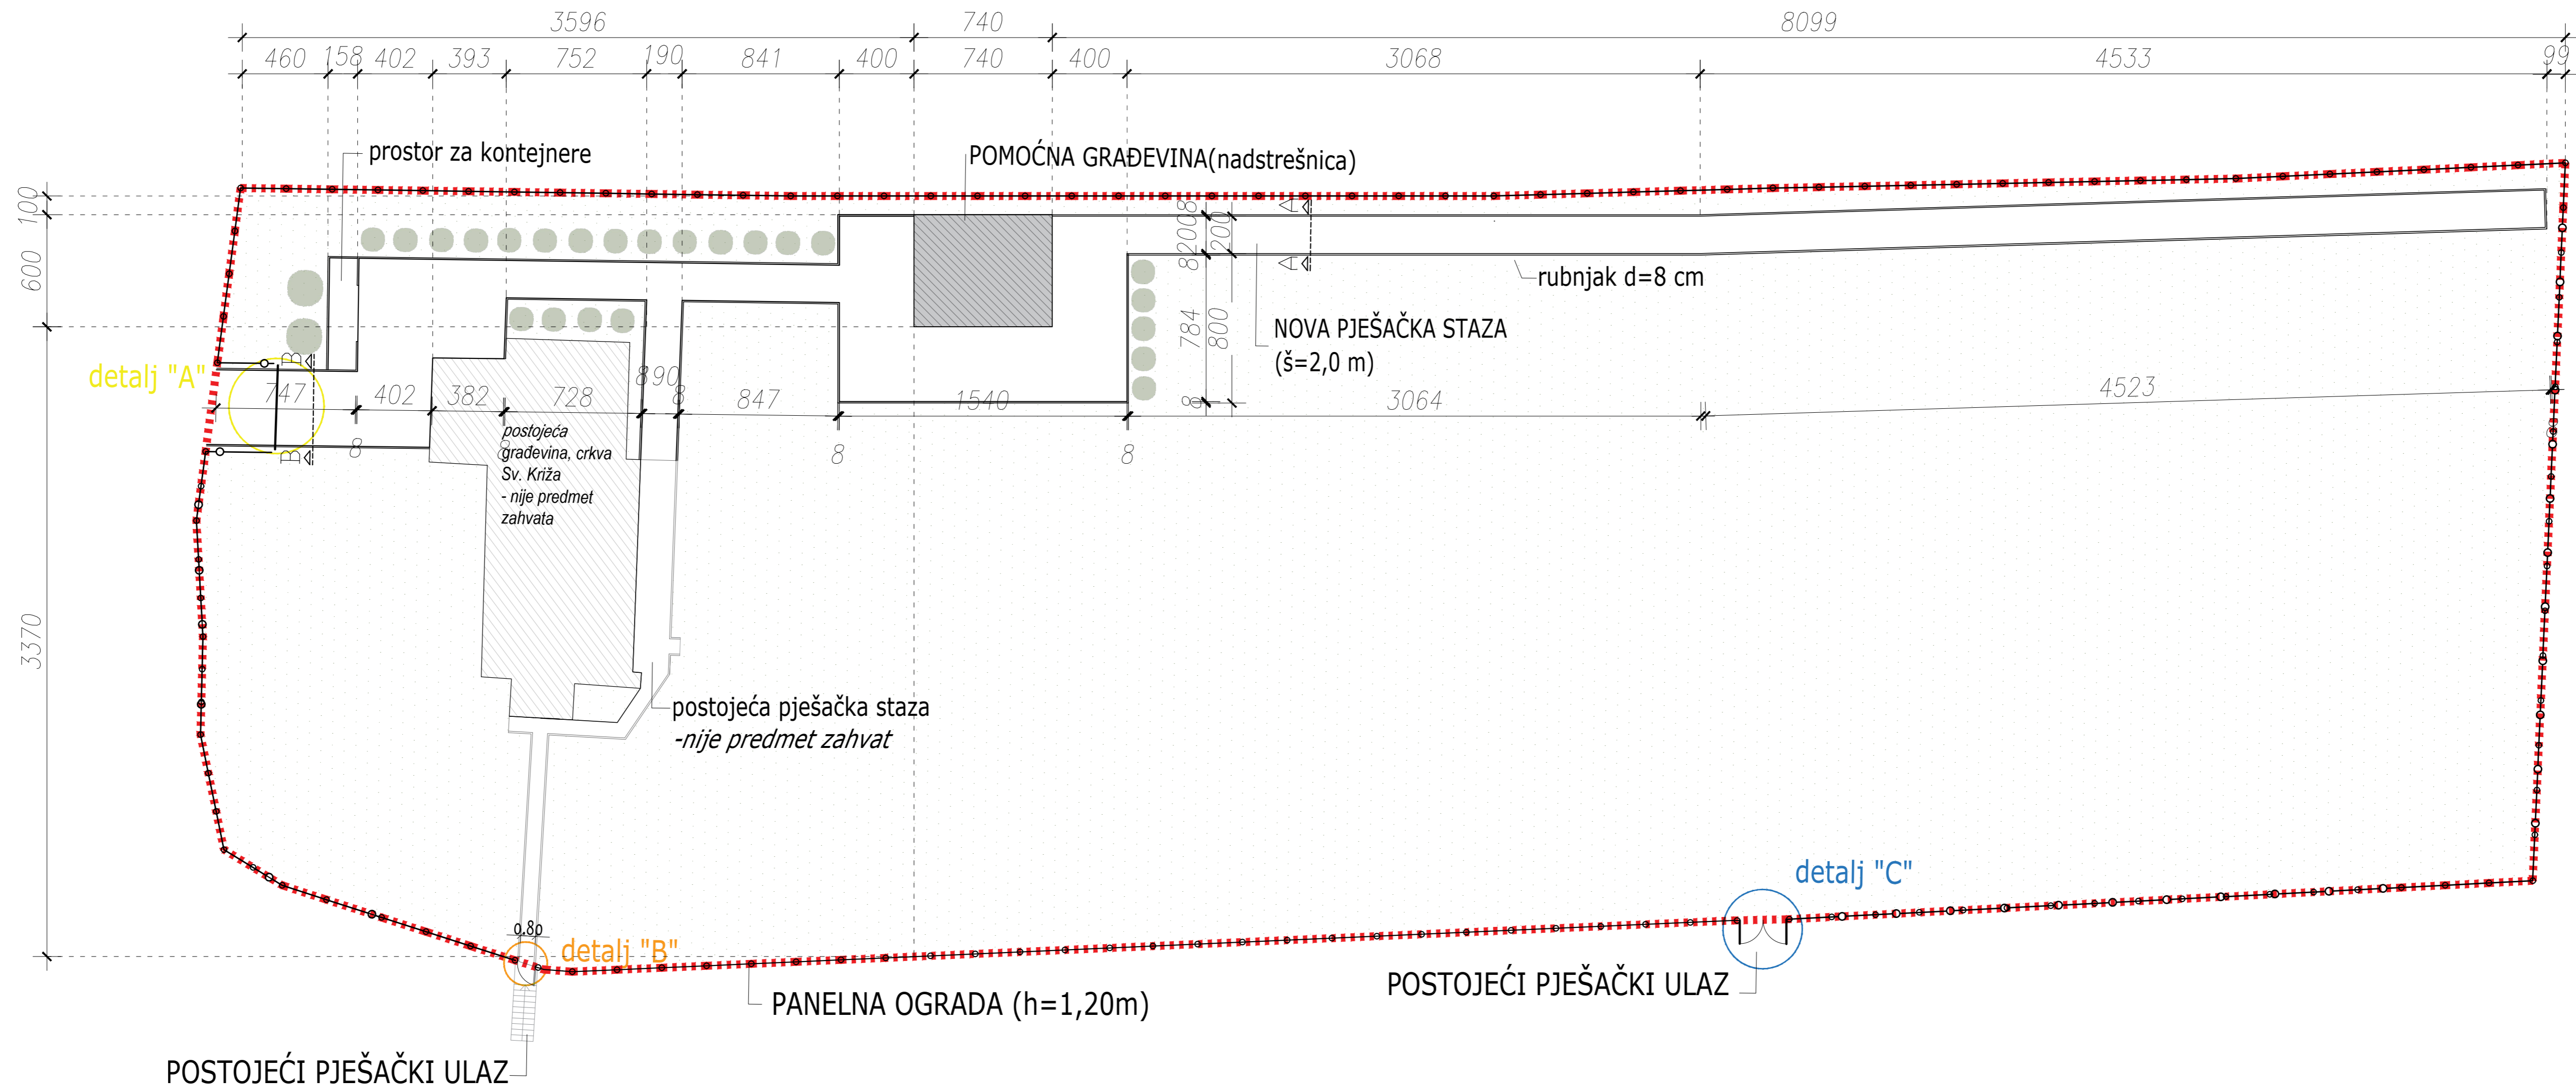 3596 740 8099
460 158 402 393 752 190 841 400 740 400 3068 4533 99
prostor za kontejnere
POMOĆNA GRAĐEVINA(nadstrešnica)
100
600
3370
8 200 8
200
784
800
8
A
A
rubnjak d=8 cm
NOVA PJEŠAČKA STAZA
(š=2,0 m)
detalj "A"
B
B
747 402 382 728 890 8 847 1540 3064 4523
8 8 8 8
postojeća
građevina, crkva
Sv. Križa
- nije predmet
zahvata
postojeća pješačka staza
-nije predmet zahvat
0.80
detalj "B"
detalj "C"
PANELNA OGRADA (h=1,20m)
POSTOJEĆI PJEŠAČKI ULAZ
POSTOJEĆI PJEŠAČKI ULAZ